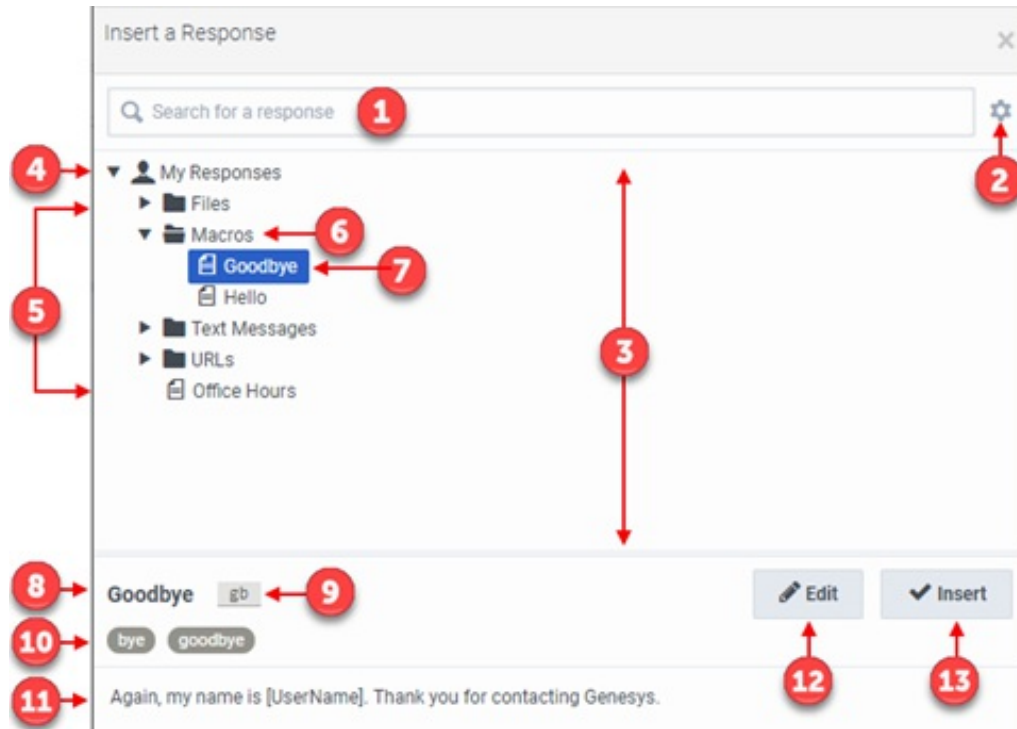 Insert a Response
×
Search for a response 1
2
4 My Responses
Files
Macros 6
Goodbye 7
5 Hello
Text Messages 3
URLs
Office Hours
8 Goodbye gb 9 Edit Insert
10 bye goodbye
12 13
11 Again, my name is [UserName]. Thank you for contacting Genesys.